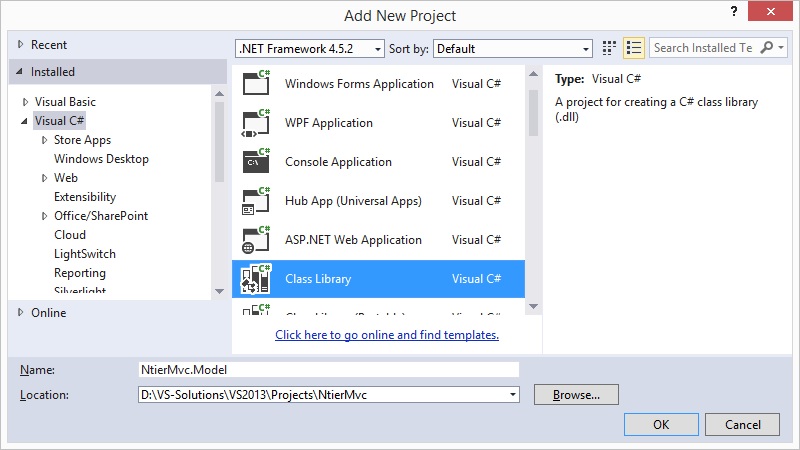 Add New Project
?
Recent
.NET Framework 4.5.2
Sort by:
Default
Search Installed Te
Installed
Visual Basic
Visual C#
Store Apps
Windows Desktop
Web
Extensibility
Office/SharePoint
Cloud
LightSwitch
Reporting
Silverlight
Online
Windows Forms Application Visual C#
WPF Application Visual C#
Console Application Visual C#
Hub App (Universal Apps) Visual C#
ASP.NET Web Application Visual C#
Class Library Visual C#
Class Library (Portable)
Click here to go online and find templates.
Type: Visual C#
A project for creating a C# class library
(.dll)
Name:
NtierMvc.Model
Location:
D:\VS-Solutions\VS2013\Projects\NtierMvc
Browse...
OK
Cancel